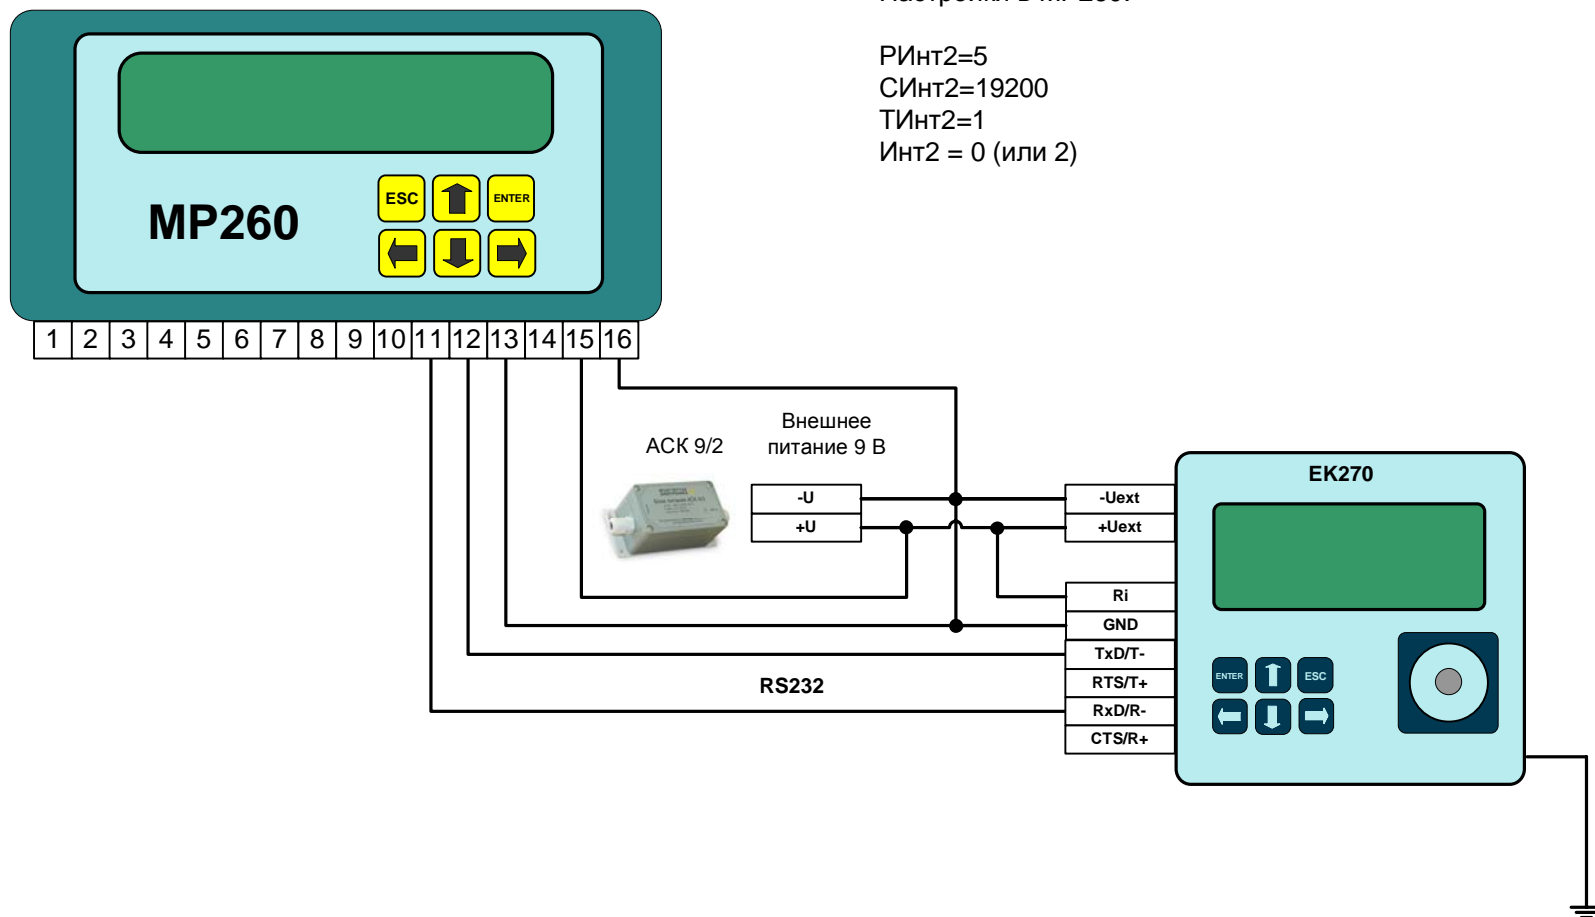 РИнт2=5
СИнт2=19200
ТИнт2=1
Инт2 = 0 (или 2)
MP260
ESC
ENTER
1 2 3 4 5 6 7 8 9 10 11 12 13 14 15 16
АСК 9/2
Внешнее
питание 9 В
-U
+U
-Uext
+Uext
Ri
GND
TxD/T-
RTS/T+
RxD/R-
CTS/R+
RS232
EK270
ENTER
ESC